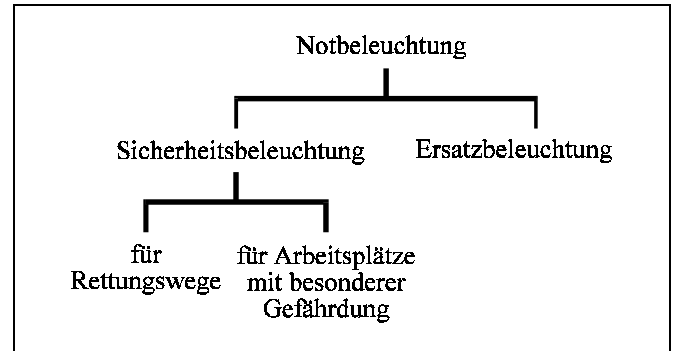 Notbeleuchtung
Sicherheitsbeleuchtung
Ersatzbeleuchtung
für
Rettungswege
für Arbeitsplätze
mit besonderer
Gefährdung